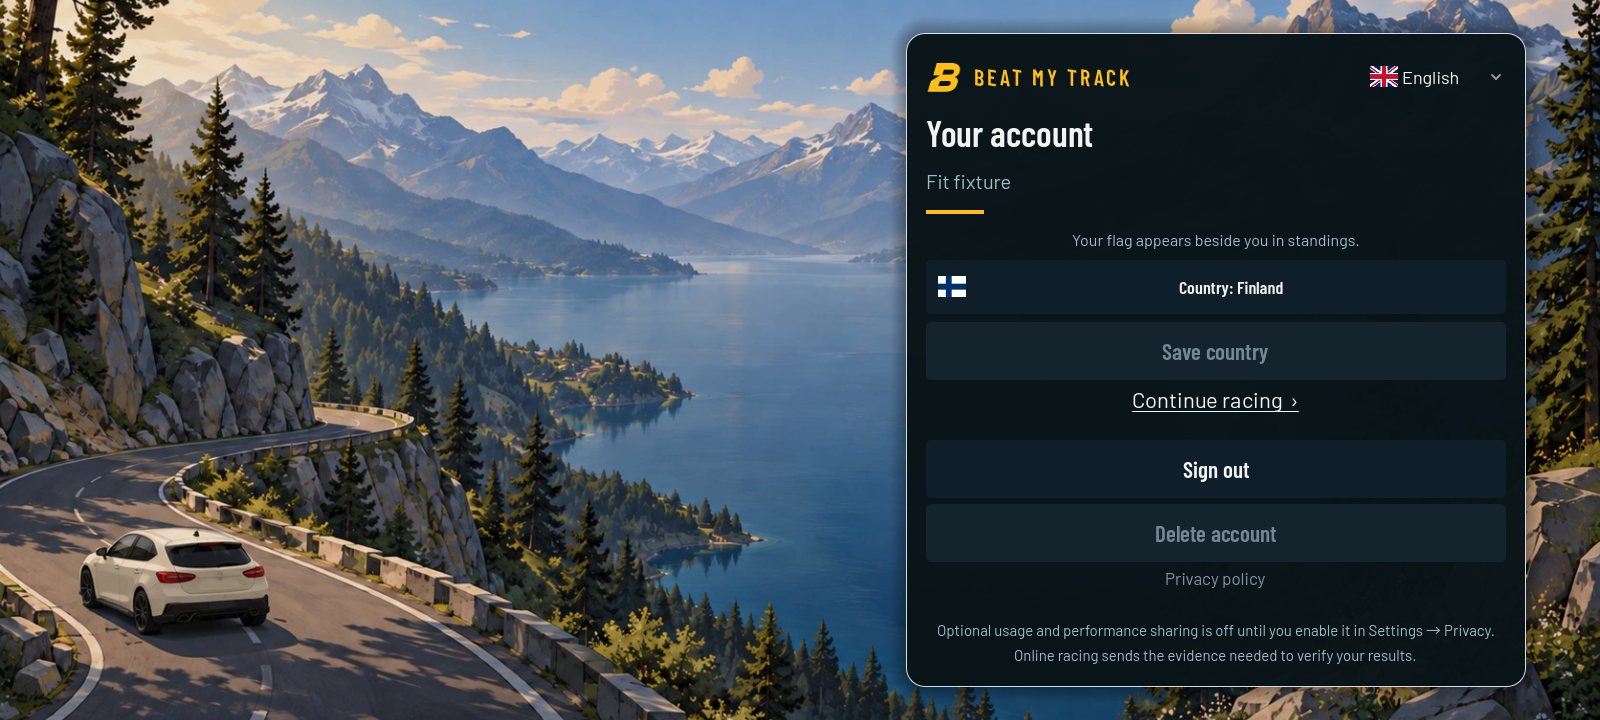 BEAT MY TRACK
English
Your account
Fit fixture
Your flag appears beside you in standings.
Country: Finland
Save country
Continue racing ›
Sign out
Delete account
Privacy policy
Optional usage and performance sharing is off until you enable it in Settings → Privacy.
Online racing sends the evidence needed to verify your results.